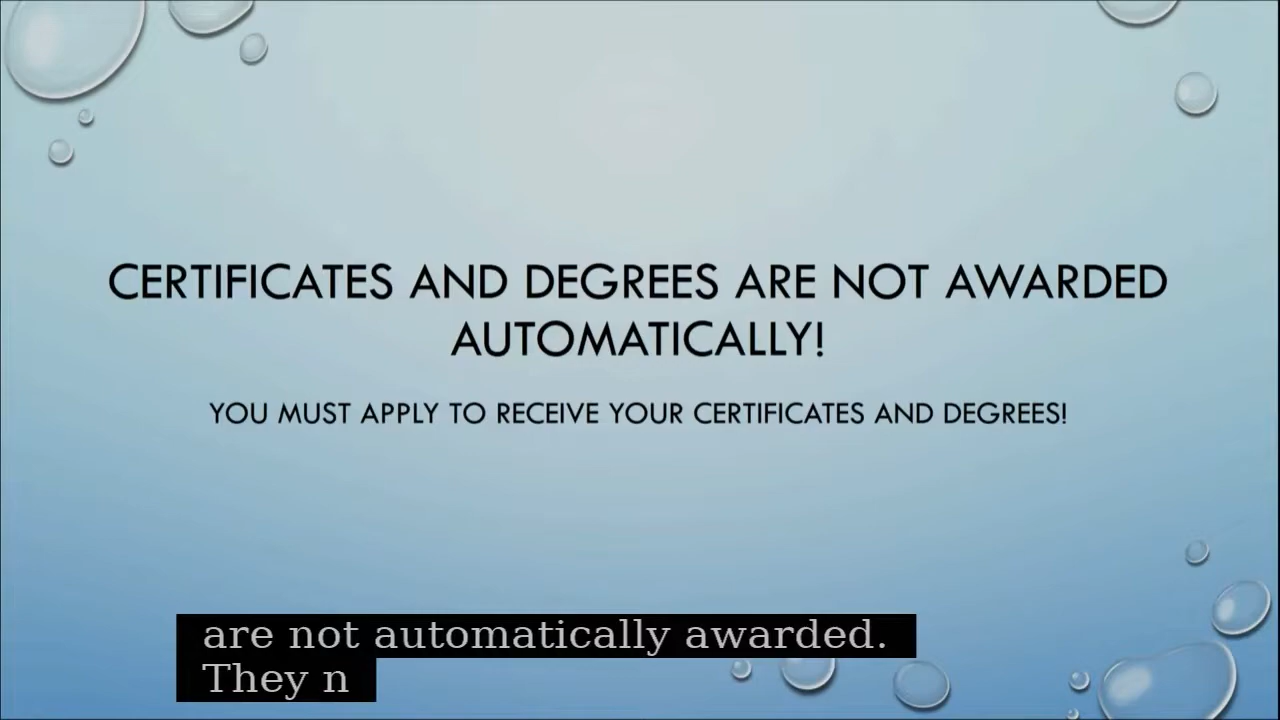 CERTIFICATES AND DEGREES ARE NOT AWARDED
AUTOMATICALLY!
YOU MUST APPLY TO RECEIVE YOUR CERTIFICATES AND DEGREES!
are not automatically awarded.
They n